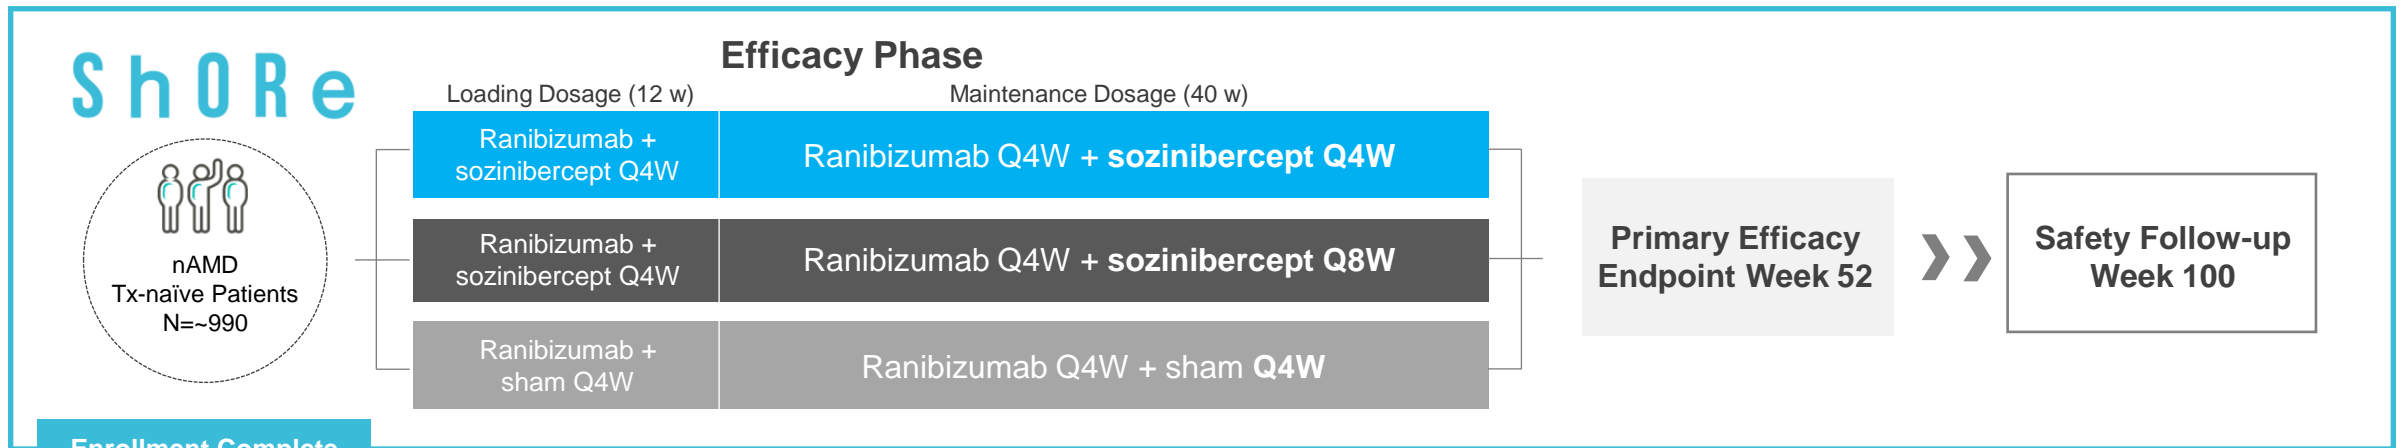 ShORe
Efficacy Phase
Loading Dosage (12 w)
Maintenance Dosage (40 w)
nAMD
Tx-naïve Patients
N=~990
Ranibizumab +
sozinibercept Q4W
Ranibizumab Q4W + sozinibercept Q4W
Ranibizumab +
sozinibercept Q4W
Ranibizumab Q4W + sozinibercept Q8W
Ranibizumab +
sham Q4W
Ranibizumab Q4W + sham Q4W
Primary Efficacy
Endpoint Week 52
Safety Follow-up
Week 100
Enrollment Complete